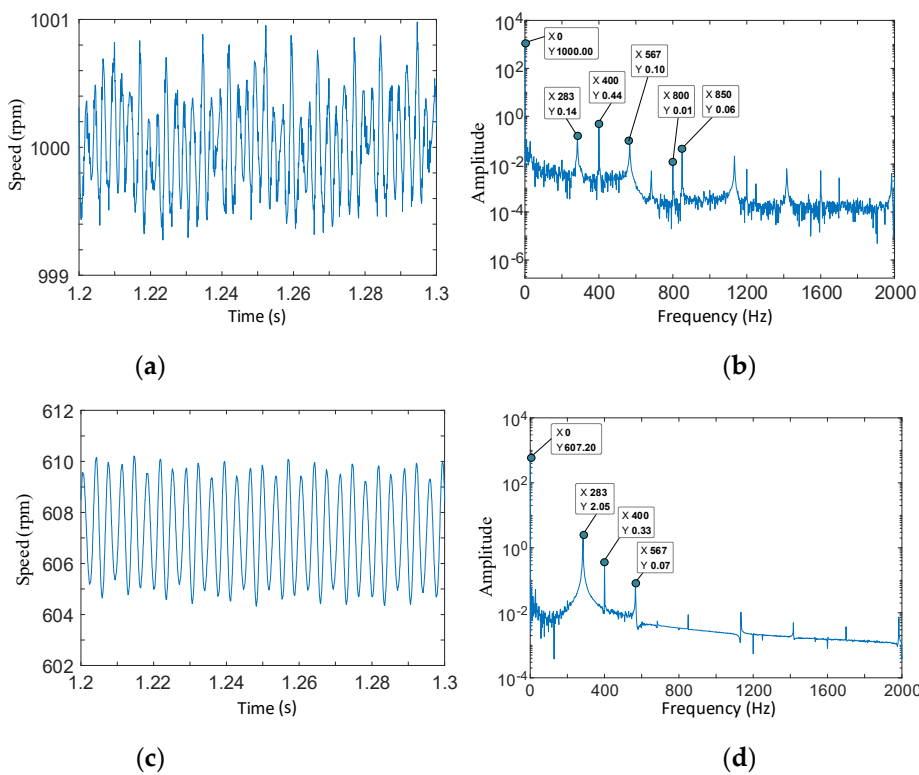 1001
1000
999
Speed (rpm)
1.2 1.22 1.24 1.26 1.28 1.3
Time (s)
(a)
10^4
10^2
10^0
10^-2
10^-4
10^-6
Amplitude
X 0
Y 1000.00
X 283
Y 0.14
X 400
Y 0.44
X 567
Y 0.10
X 800
Y 0.01
X 850
Y 0.06
0 400 800 1200 1600 2000
Frequency (Hz)
(b)
612
610
608
606
604
602
Speed (rpm)
1.2 1.22 1.24 1.26 1.28 1.3
Time (s)
(c)
10^4
10^2
10^0
10^-2
10^-4
Amplitude
X 0
Y 607.20
X 283
Y 2.05
X 400
Y 0.33
X 567
Y 0.07
0 400 800 1200 1600 2000
Frequency (Hz)
(d)